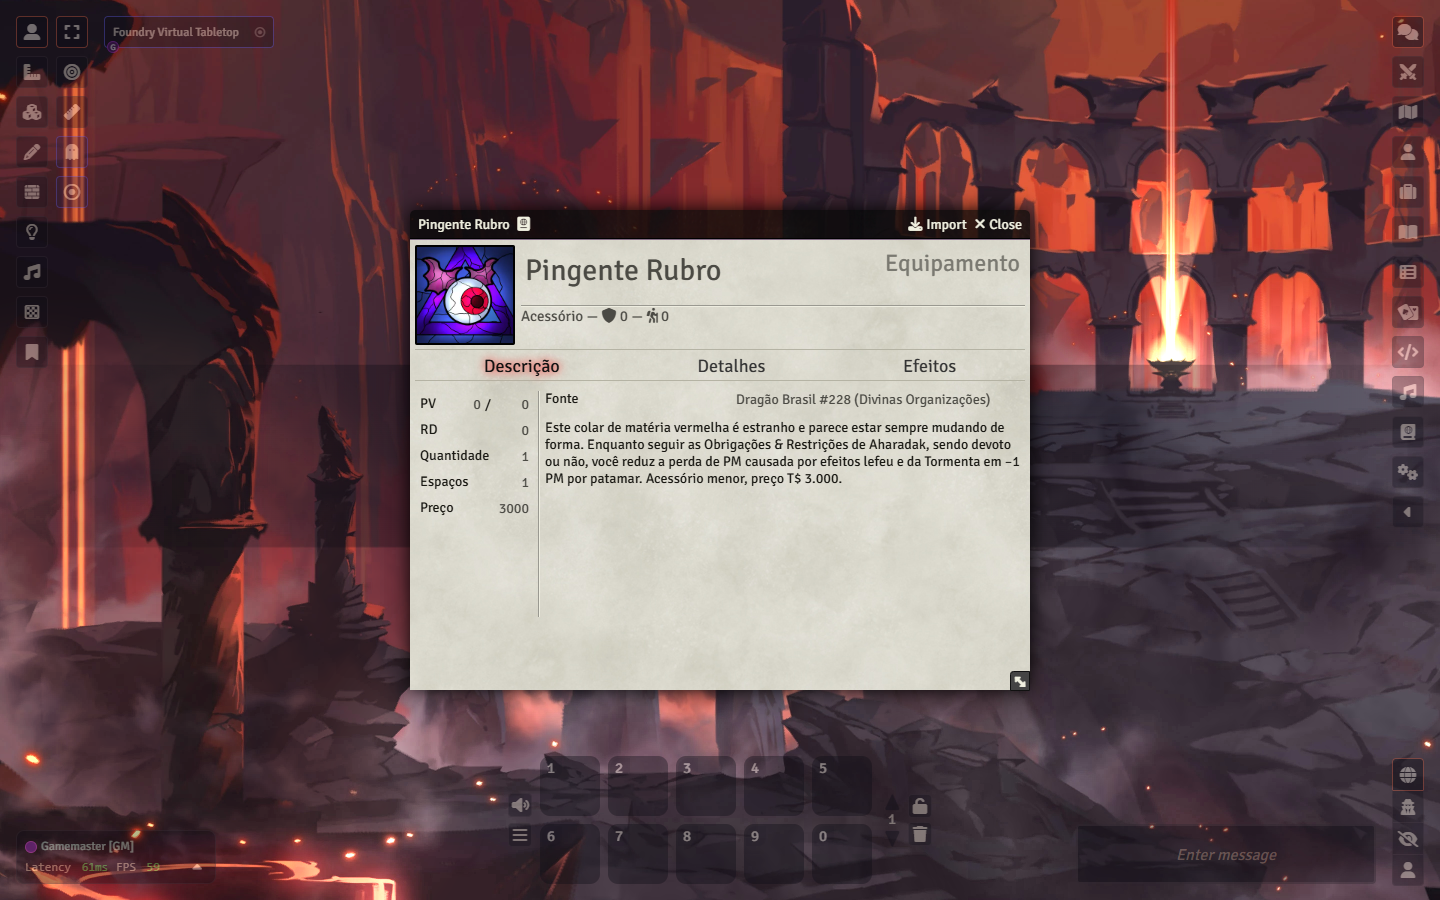 Foundry Virtual Tabletop
G
Pingente Rubro
Import
Close
Pingente Rubro
Equipamento
Acessório — 0 — 0
Descrição
Detalhes
Efeitos
PV 0 / 0
RD 0
Quantidade 1
Espaços 1
Preço 3000
Fonte Dragão Brasil #228 (Divinas Organizações)
Este colar de matéria vermelha é estranho e parece estar sempre mudando de
forma. Enquanto seguir as Obrigações & Restrições de Aharadak, sendo devoto
ou não, você reduz a perda de PM causada por efeitos lefeu e da Tormenta em –1
PM por patamar. Acessório menor, preço T$ 3.000.
1 2 3 4 5
1
6 7 8 9 0
Gamemaster [GM]
Latency 61ms FPS 59
Enter message